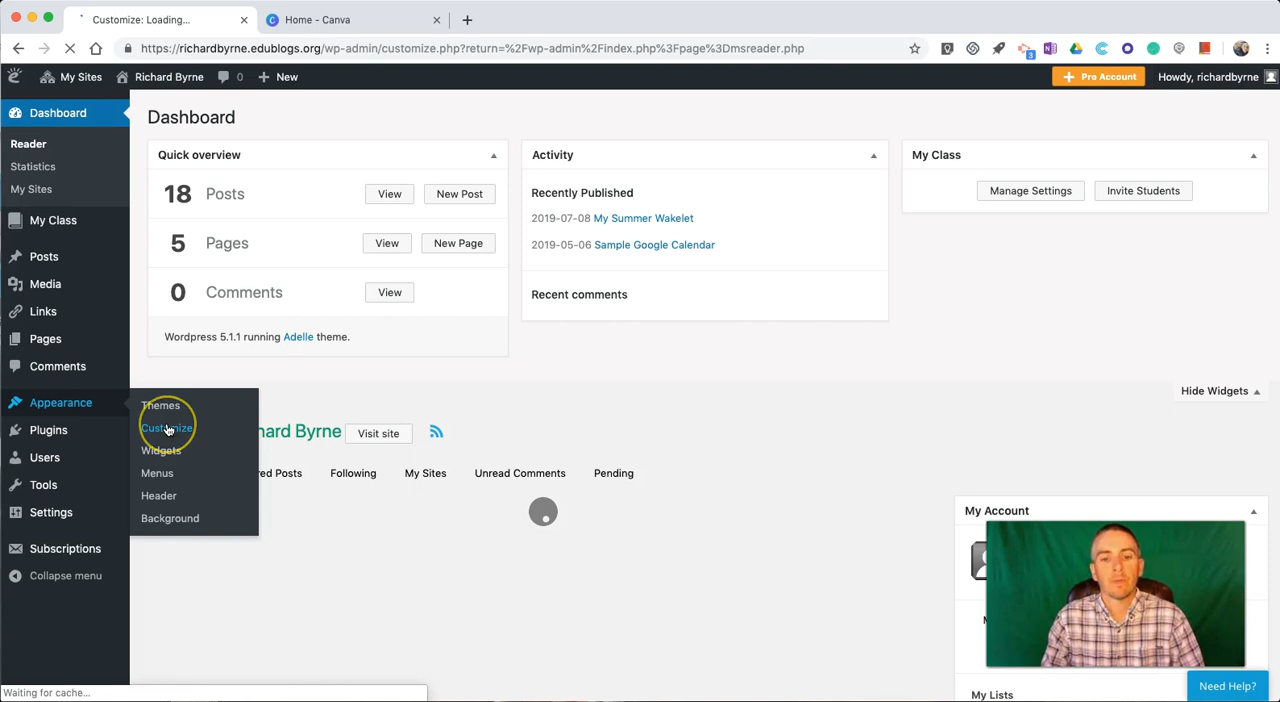 Customize: Loading...
Home - Canva
https://richardbyrne.edublogs.org/wp-admin/customize.php?return=%2Fwp-admin%2Findex.php%3Fpage%3Dmsreader.php
3
My Sites
Richard Byrne
0
New
Pro Account
Howdy, richardbyrne
Dashboard
Reader
Statistics
My Sites
My Class
Posts
Media
Links
Pages
Comments
Appearance
Plugins
Users
Tools
Settings
Subscriptions
Collapse menu
Themes
Customize
Widgets
Menus
Header
Background
Dashboard
Quick overview
18 Posts View New Post
5 Pages View New Page
0 Comments View
Wordpress 5.1.1 running Adelle theme.
Activity
Recently Published
2019-07-08 My Summer Wakelet
2019-05-06 Sample Google Calendar
Recent comments
My Class
Manage Settings Invite Students
Hide Widgets
hard Byrne Visit site
red Posts Following My Sites Unread Comments Pending
My Account
My Lists
Need Help?
Waiting for cache...